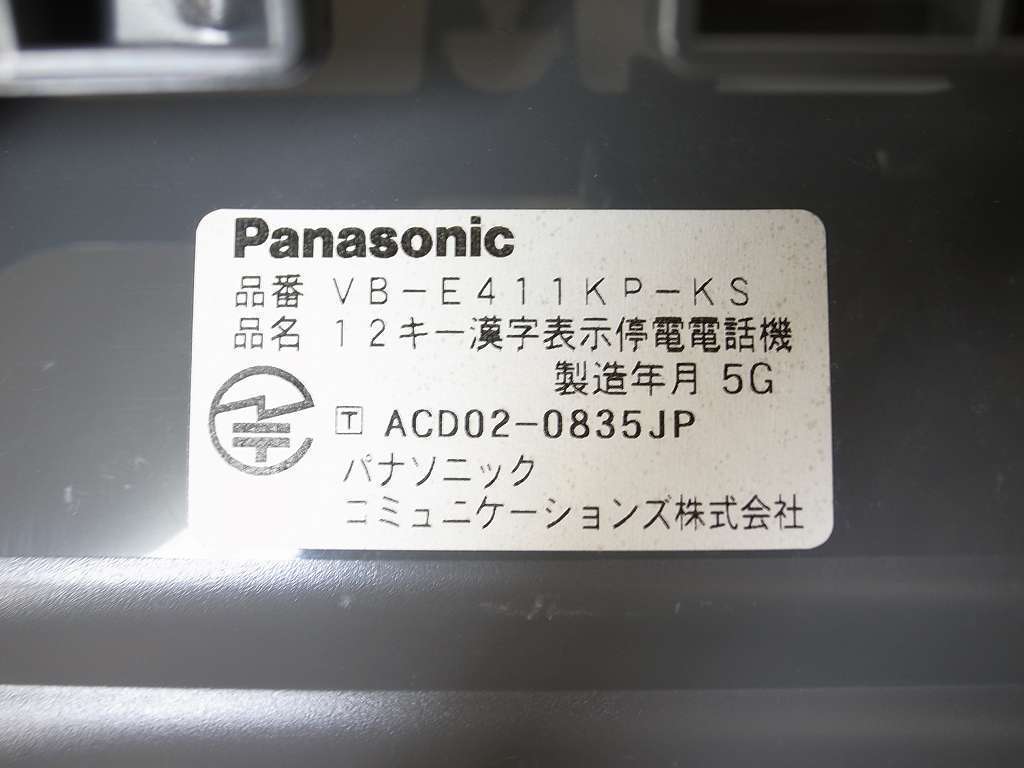 Panasonic
品番 VB-E411KP-KS
品名 12キー漢字表示停電電話機
製造年月 5G
T ACD02-0835JP
パナソニック
コミュニケーションズ株式会社